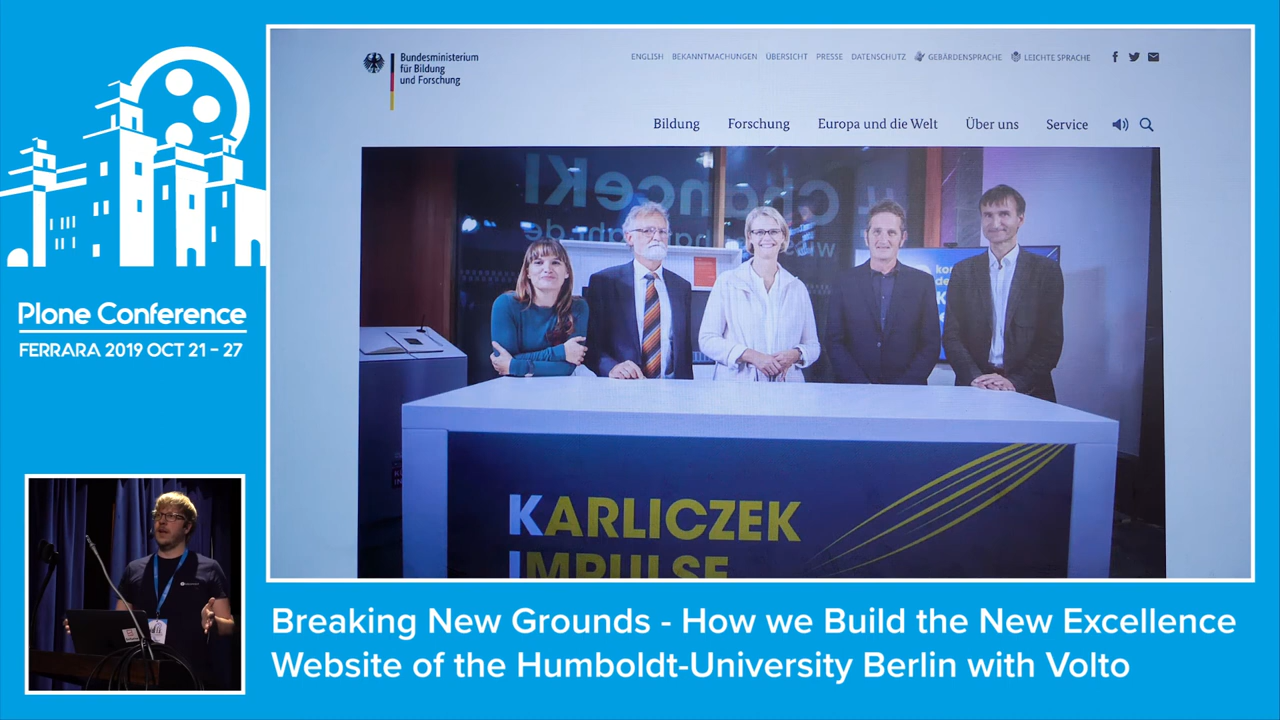 Plone Conference
FERRARA 2019 OCT 21 - 27
Bundesministerium
für Bildung
und Forschung
ENGLISH BEKANNTMACHUNGEN ÜBERSICHT PRESSE DATENSCHUTZ GEBÄRDENSPRACHE LEICHTE SPRACHE
Bildung Forschung Europa und die Welt Über uns Service
# chanceKI
KARLICZEK
IMPULSE
Breaking New Grounds - How we Build the New Excellence
Website of the Humboldt-University Berlin with Volto